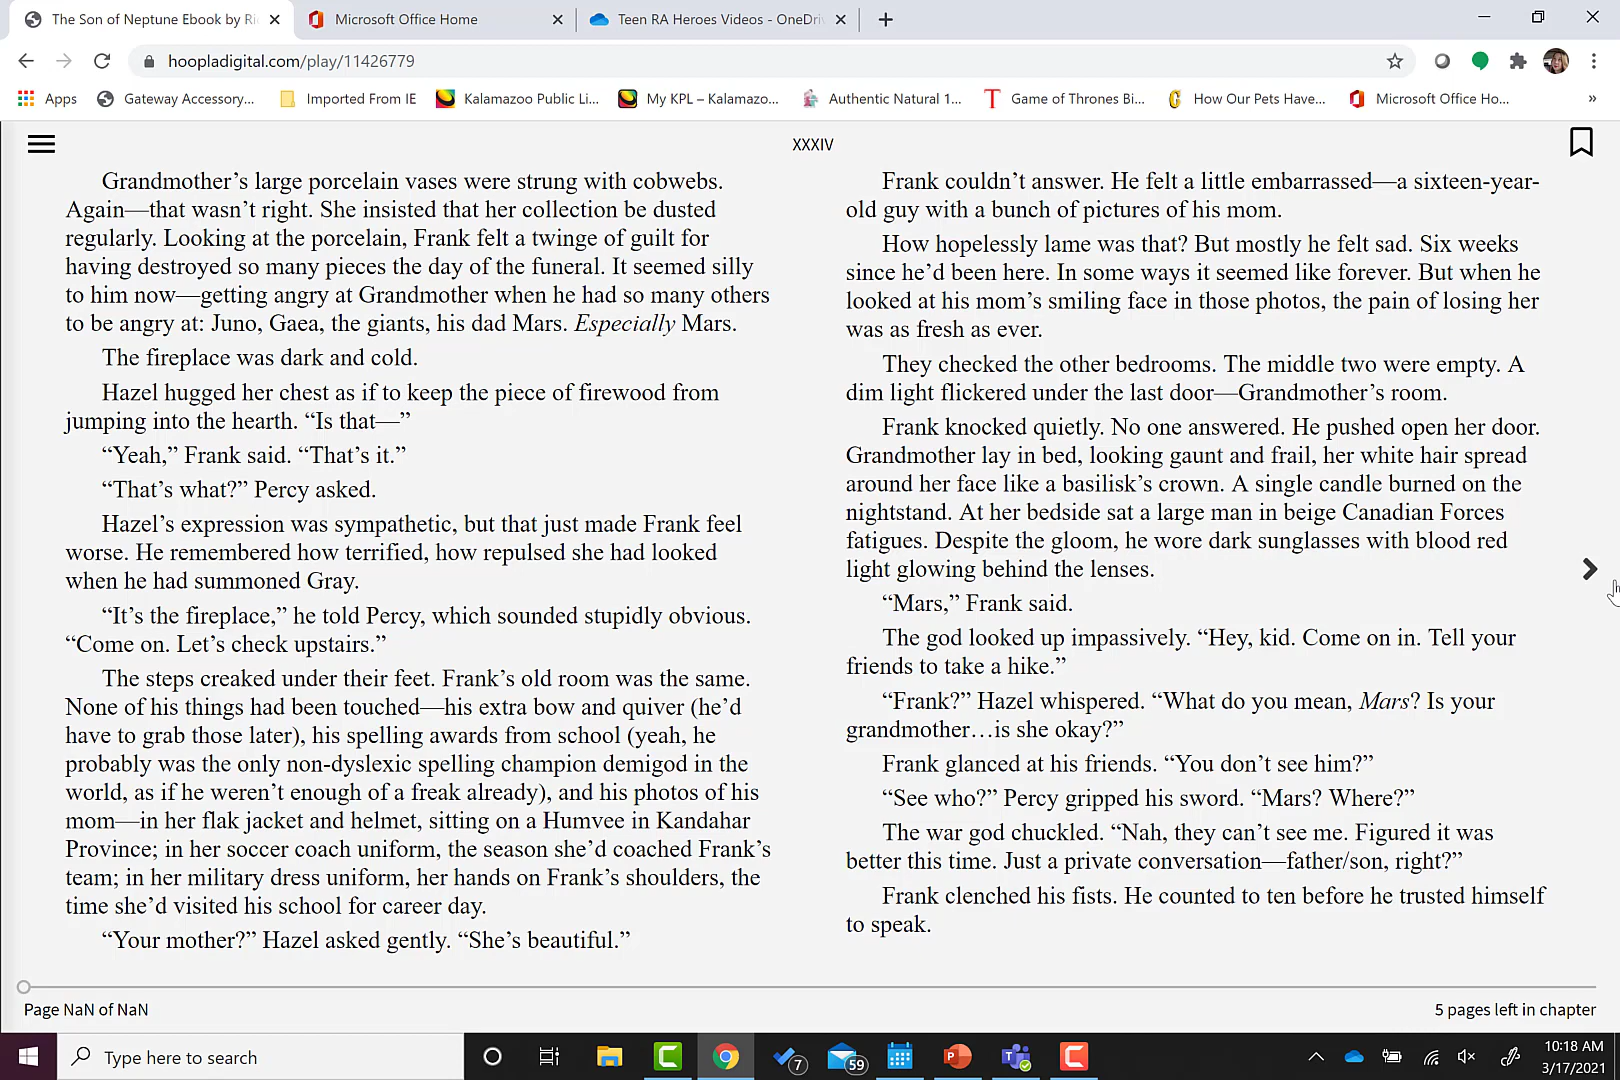 The Son of Neptune Ebook by Ri
Microsoft Office Home
Teen RA Heroes Videos - OneDri
hoopladigital.com/play/11426779
Apps
Gateway Accessory...
Imported From IE
Kalamazoo Public Li...
My KPL – Kalamazo...
Authentic Natural 1...
Game of Thrones Bi...
How Our Pets Have...
Microsoft Office Ho...
»
XXXIV
Grandmother’s large porcelain vases were strung with cobwebs.
Again—that wasn’t right. She insisted that her collection be dusted
regularly. Looking at the porcelain, Frank felt a twinge of guilt for
having destroyed so many pieces the day of the funeral. It seemed silly
to him now—getting angry at Grandmother when he had so many others
to be angry at: Juno, Gaea, the giants, his dad Mars. Especially Mars.
The fireplace was dark and cold.
Hazel hugged her chest as if to keep the piece of firewood from
jumping into the hearth. “Is that—”
“Yeah,” Frank said. “That’s it.”
“That’s what?” Percy asked.
Hazel’s expression was sympathetic, but that just made Frank feel
worse. He remembered how terrified, how repulsed she had looked
when he had summoned Gray.
“It’s the fireplace,” he told Percy, which sounded stupidly obvious.
“Come on. Let’s check upstairs.”
The steps creaked under their feet. Frank’s old room was the same.
None of his things had been touched—his extra bow and quiver (he’d
have to grab those later), his spelling awards from school (yeah, he
probably was the only non-dyslexic spelling champion demigod in the
world, as if he weren’t enough of a freak already), and his photos of his
mom—in her flak jacket and helmet, sitting on a Humvee in Kandahar
Province; in her soccer coach uniform, the season she’d coached Frank’s
team; in her military dress uniform, her hands on Frank’s shoulders, the
time she’d visited his school for career day.
“Your mother?” Hazel asked gently. “She’s beautiful.”
Frank couldn’t answer. He felt a little embarrassed—a sixteen-year-
old guy with a bunch of pictures of his mom.
How hopelessly lame was that? But mostly he felt sad. Six weeks
since he’d been here. In some ways it seemed like forever. But when he
looked at his mom’s smiling face in those photos, the pain of losing her
was as fresh as ever.
They checked the other bedrooms. The middle two were empty. A
dim light flickered under the last door—Grandmother’s room.
Frank knocked quietly. No one answered. He pushed open her door.
Grandmother lay in bed, looking gaunt and frail, her white hair spread
around her face like a basilisk’s crown. A single candle burned on the
nightstand. At her bedside sat a large man in beige Canadian Forces
fatigues. Despite the gloom, he wore dark sunglasses with blood red
light glowing behind the lenses.
“Mars,” Frank said.
The god looked up impassively. “Hey, kid. Come on in. Tell your
friends to take a hike.”
“Frank?” Hazel whispered. “What do you mean, Mars? Is your
grandmother…is she okay?”
Frank glanced at his friends. “You don’t see him?”
“See who?” Percy gripped his sword. “Mars? Where?”
The war god chuckled. “Nah, they can’t see me. Figured it was
better this time. Just a private conversation—father/son, right?”
Frank clenched his fists. He counted to ten before he trusted himself
to speak.
Page NaN of NaN
5 pages left in chapter
Type here to search
7
59
10:18 AM
3/17/2021